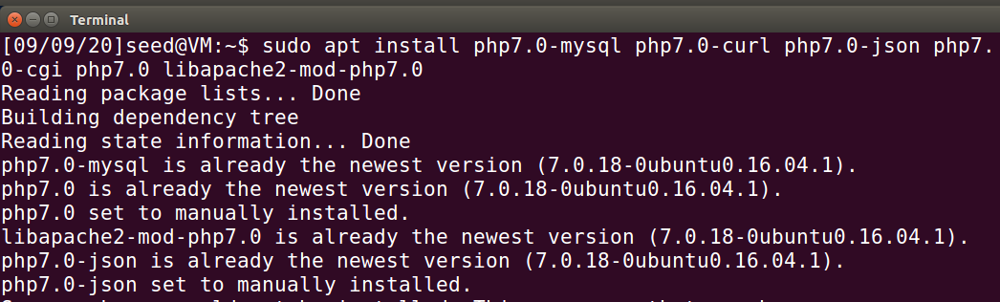 Terminal
[09/09/20]seed@VM:~$ sudo apt install php7.0-mysql php7.0-curl php7.0-json php7.
0-cgi php7.0 libapache2-mod-php7.0
Reading package lists... Done
Building dependency tree
Reading state information... Done
php7.0-mysql is already the newest version (7.0.18-0ubuntu0.16.04.1).
php7.0 is already the newest version (7.0.18-0ubuntu0.16.04.1).
php7.0 set to manually installed.
libapache2-mod-php7.0 is already the newest version (7.0.18-0ubuntu0.16.04.1).
php7.0-json is already the newest version (7.0.18-0ubuntu0.16.04.1).
php7.0-json set to manually installed.